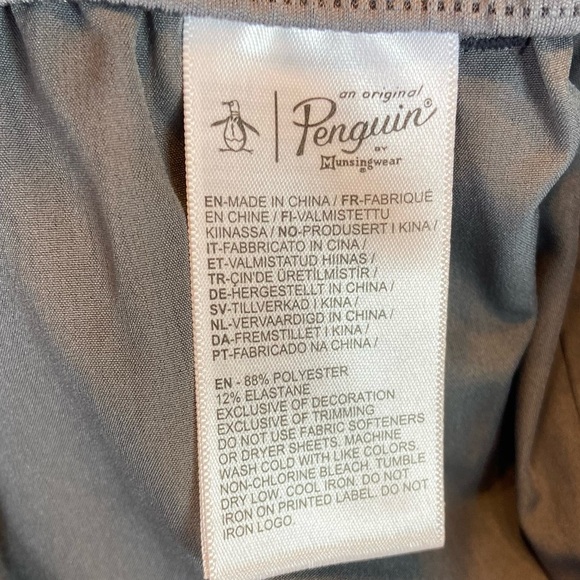 an original
Penguin®
BY
Munsingwear
EN-MADE IN CHINA / FR-FABRIQUÉ
EN CHINE / FI-VALMISTETTU
KIINASSA / NO-PRODUSERT I KINA /
IT-FABBRICATO IN CINA /
ET-VALMISTATUD HIINAS /
TR-ÇIN'DE ÜRETİLMİSTİR /
DE-HERGESTELLT IN CHINA /
SV-TILLVERKAD I KINA /
NL-VERVAARDIGD IN CHINA /
DA-FREMSTILLET I KINA /
PT-FABRICADO NA CHINA /
EN - 88% POLYESTER
12% ELASTANE
EXCLUSIVE OF DECORATION
EXCLUSIVE OF TRIMMING
DO NOT USE FABRIC SOFTENERS
OR DRYER SHEETS. MACHINE
WASH COLD WITH LIKE COLORS.
NON-CHLORINE BLEACH. TUMBLE
DRY LOW. COOL IRON. DO NOT
IRON ON PRINTED LABEL. DO NOT
IRON LOGO.